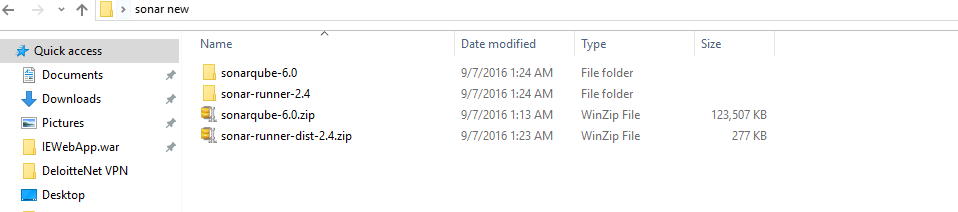 sonar new
Name Date modified Type Size
Quick access
Documents
Downloads
Pictures
IEWebApp.war
DeloitteNet VPN
Desktop
sonarqube-6.0 9/7/2016 1:24 AM File folder
sonar-runner-2.4 9/7/2016 1:24 AM File folder
sonarqube-6.0.zip 9/7/2016 1:13 AM WinZip File 123,507 KB
sonar-runner-dist-2.4.zip 9/7/2016 1:23 AM WinZip File 277 KB